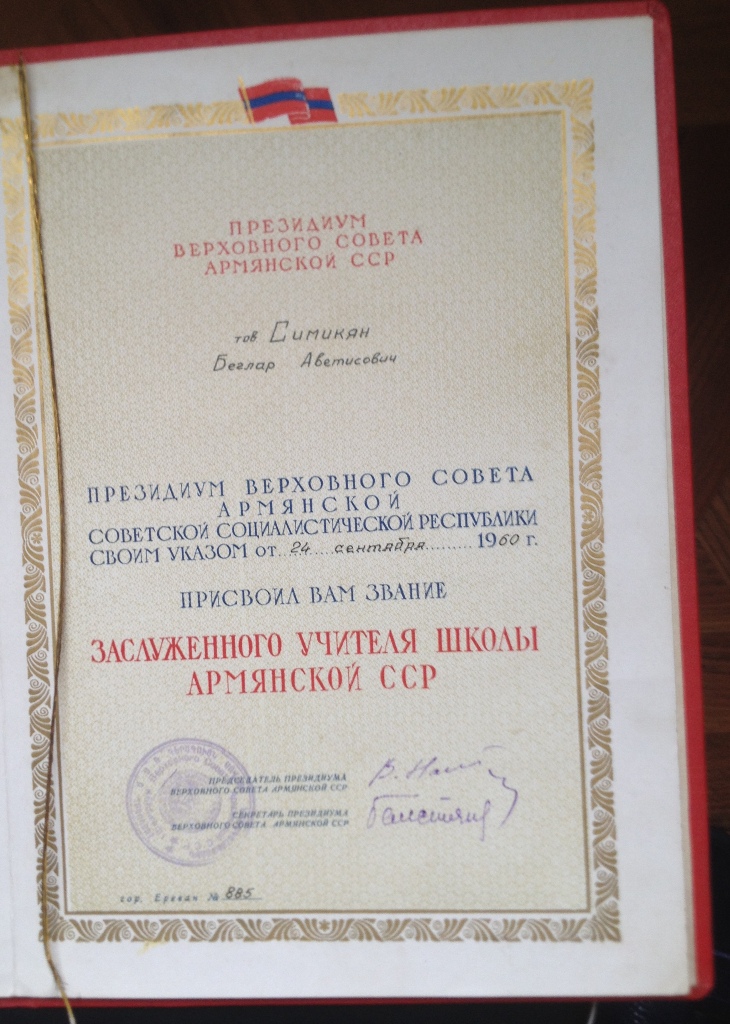 ПРЕЗИДИУМ
ВЕРХОВНОГО СОВЕТА
АРМЯНСКОЙ ССР
тов Симикян
Беглар Аветисович
ПРЕЗИДИУМ ВЕРХОВНОГО СОВЕТА
АРМЯНСКОЙ
СОВЕТСКОЙ СОЦИАЛИСТИЧЕСКОЙ РЕСПУБЛИКИ
СВОИМ УКАЗОМ от 24 сентября 1960 г.
ПРИСВОИЛ ВАМ ЗВАНИЕ
ЗАСЛУЖЕННОГО УЧИТЕЛЯ ШКОЛЫ
АРМЯНСКОЙ ССР
ПРЕДСЕДАТЕЛЬ ПРЕЗИДИУМА
ВЕРХОВНОГО СОВЕТА АРМЯНСКОЙ ССР
СЕКРЕТАРЬ ПРЕЗИДИУМА
ВЕРХОВНОГО СОВЕТА АРМЯНСКОЙ ССР
гор. Ереван № 885